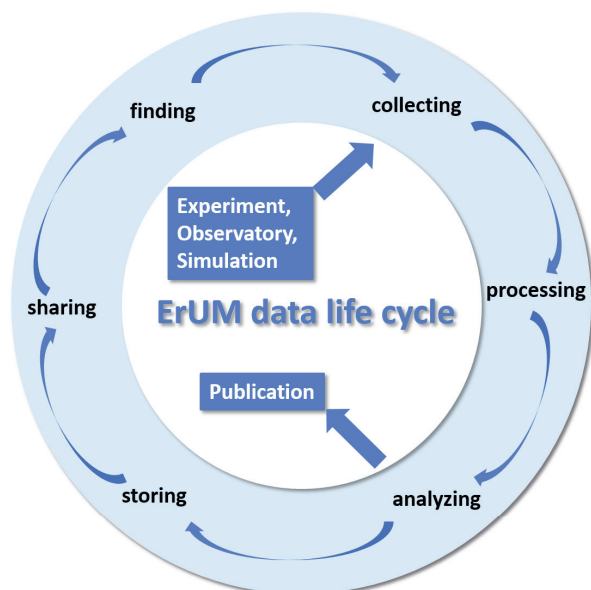 finding
collecting
Experiment,
Observatory,
Simulation
processing
sharing
ErUM data life cycle
Publication
storing
analyzing